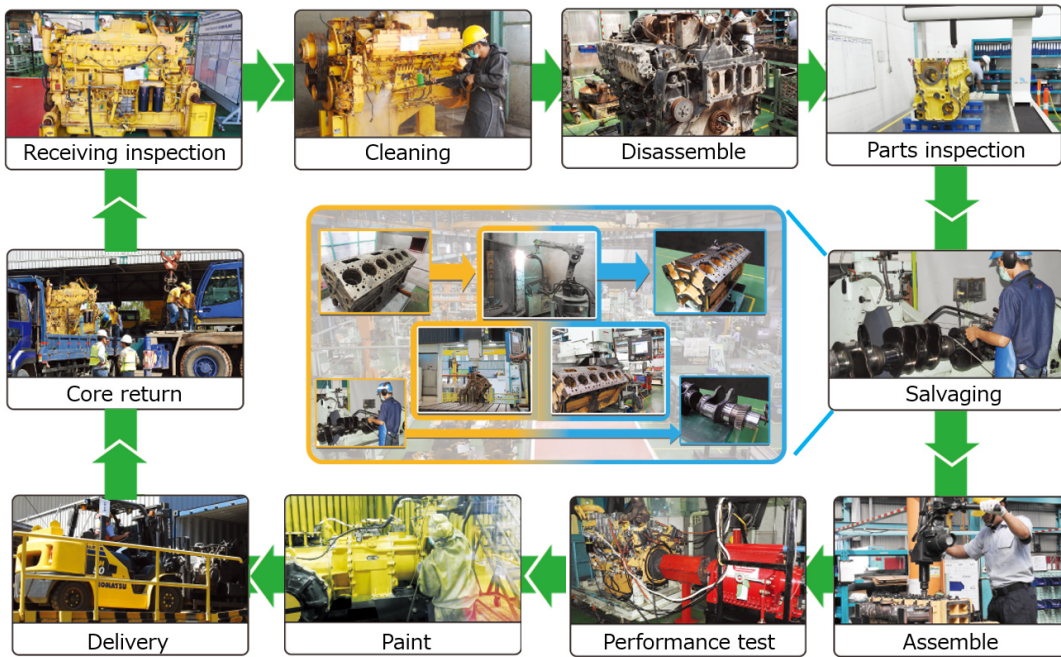 Receiving inspection
Cleaning
Disassemble
Parts inspection
Core return
Salvaging
KOMATSU
Delivery
Paint
Performance test
Assemble